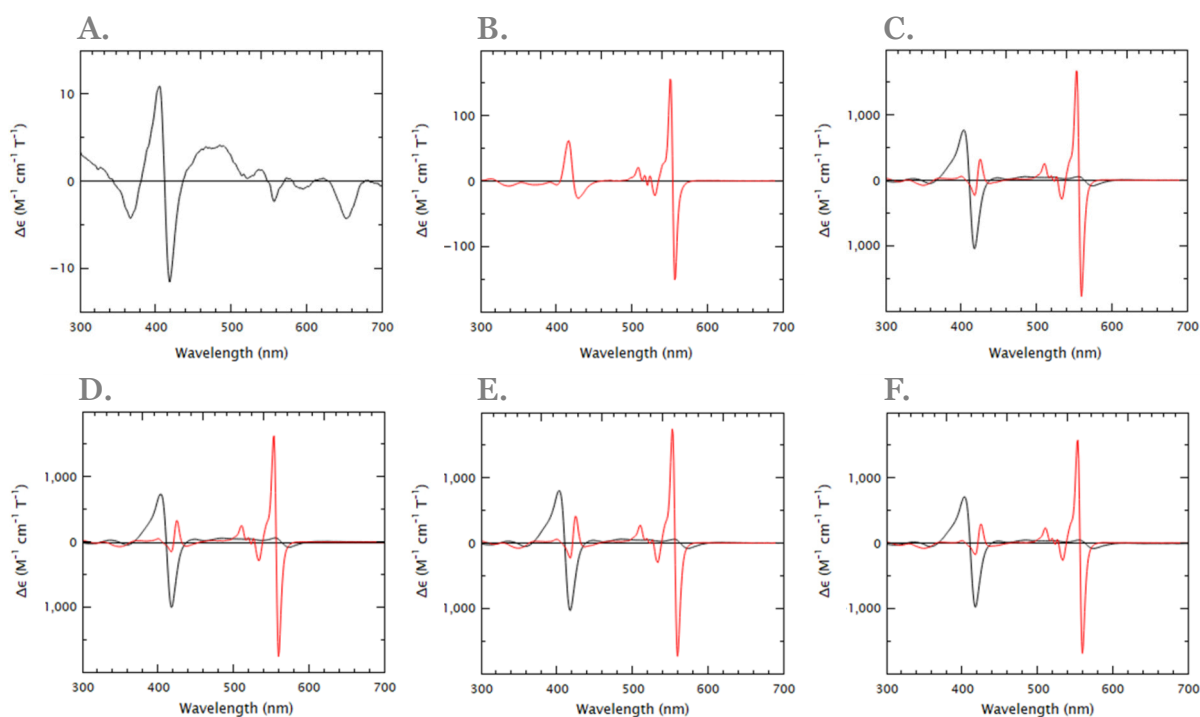 A.
Δε (M⁻¹ cm⁻¹ T⁻¹)
10
0
−10
300 400 500 600 700
Wavelength (nm)
B.
Δε (M⁻¹ cm⁻¹ T⁻¹)
100
0
−100
300 400 500 600 700
Wavelength (nm)
C.
Δε (M⁻¹ cm⁻¹ T⁻¹)
1,000
0
1,000
300 400 500 600 700
Wavelength (nm)
D.
Δε (M⁻¹ cm⁻¹ T⁻¹)
1,000
0
1,000
300 400 500 600 700
Wavelength (nm)
E.
Δε (M⁻¹ cm⁻¹ T⁻¹)
1,000
0
1,000
300 400 500 600 700
Wavelength (nm)
F.
Δε (M⁻¹ cm⁻¹ T⁻¹)
1,000
0
1,000
300 400 500 600 700
Wavelength (nm)